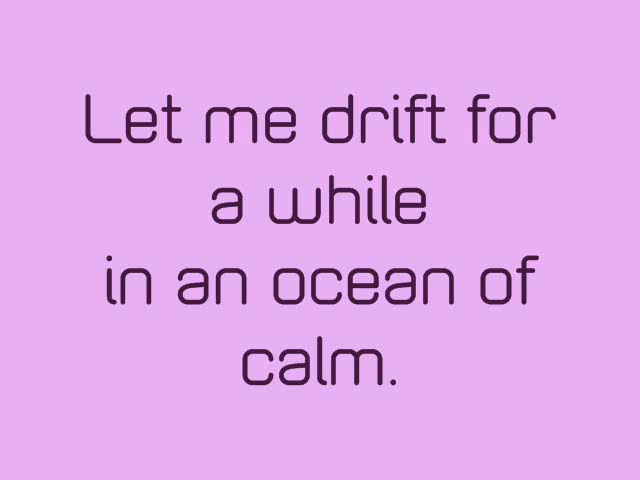 Let me drift for
a while
in an ocean of
calm.